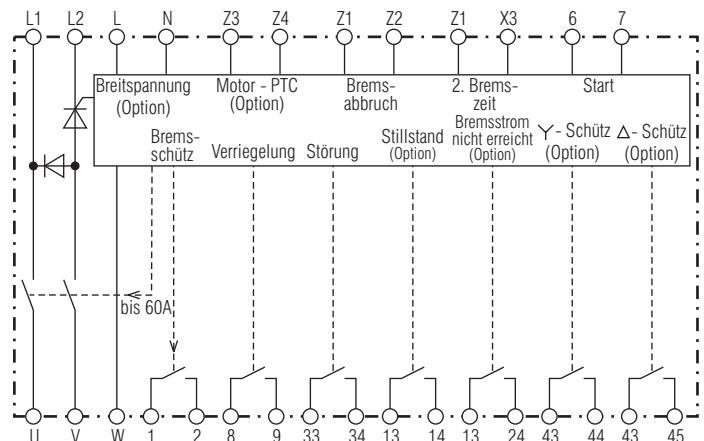 L1 L2 L N Z3 Z4 Z1 Z2 Z1 X3 6 7
Breitspannung
(Option)
Motor - PTC
(Option)
Brems-
abbruch
2. Brems-
zeit
Start
Brems-
schütz
Verriegelung
Störung
Stillstand
(Option)
Bremsstrom
nicht erreicht
(Option)
- Schütz
(Option)
- Schütz
(Option)
bis 60A
U V W 1 2 8 9 33 34 13 14 13 24 43 44 43 45